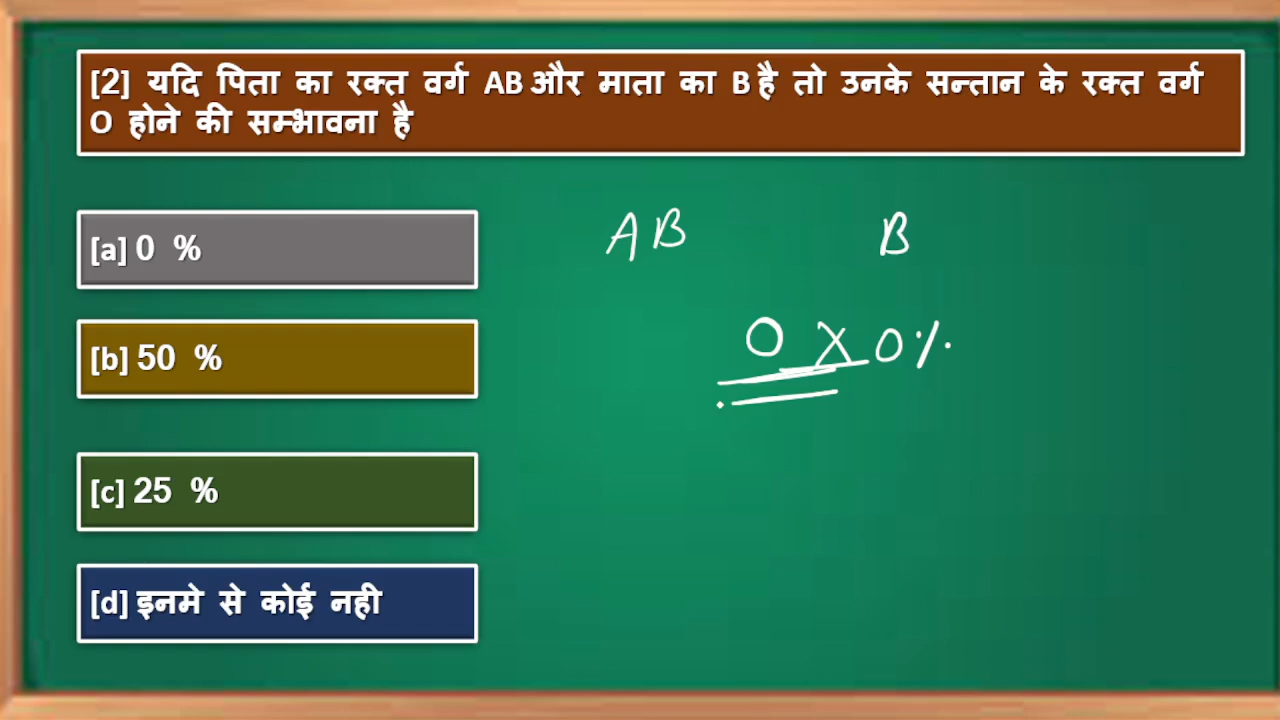 [2] यदि पिता का रक्त वर्ग AB और माता का B है तो उनके सन्तान के रक्त वर्ग
O होने की सम्भावना है
[a] 0 %
AB B
[b] 50 %
O X 0%
[c] 25 %
[d] इनमे से कोई नही